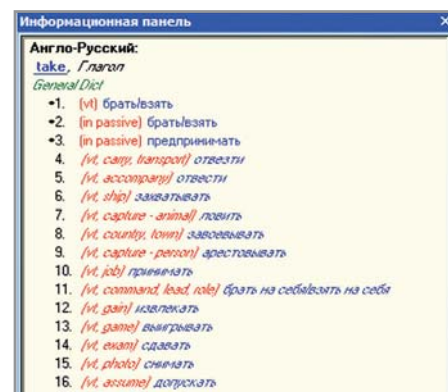 Информационная панель
Англо-Русский:
take, Глагол
General Dict
1. (vt) брать/взять
2. (in passive) брать/взять
3. (in passive) предпринимать
4. (vt, carry, transport) отвезти
5. (vt, accompany) отвести
6. (vt, ship) захватывать
7. (vt, capture - animal) ловить
8. (vt, country, town) завоевывать
9. (vt, capture - person) арестовывать
10. (vt, job) принимать
11. (vt, command, lead, role) брать на себя/взять на себя
12. (vt, gain) извлекать
13. (vt, game) выигрывать
14. (vt, exam) сдавать
15. (vt, photo) снимать
16. (vt, assume) допускать